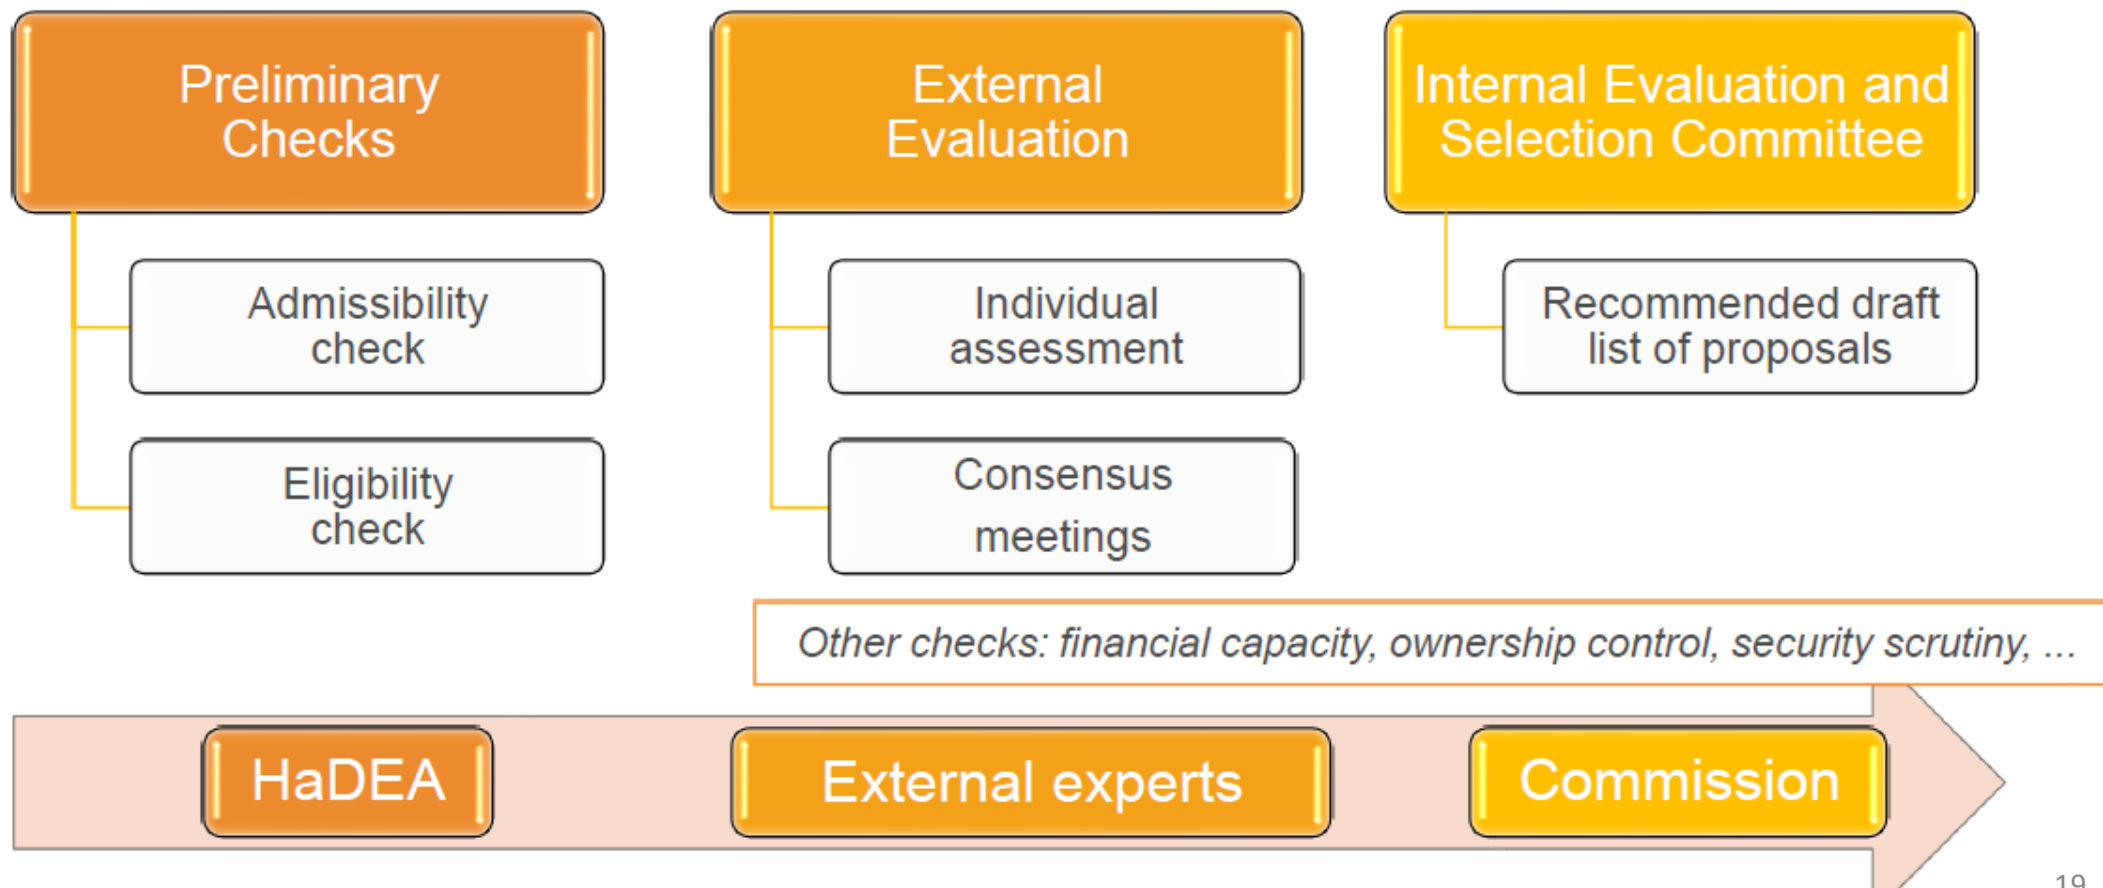 Preliminary
Checks
Admissibility
check
Eligibility
check
External
Evaluation
Individual
assessment
Consensus
meetings
Internal Evaluation and
Selection Committee
Recommended draft
list of proposals
Other checks: financial capacity, ownership control, security scrutiny, ...
HaDEA
External experts
Commission
19